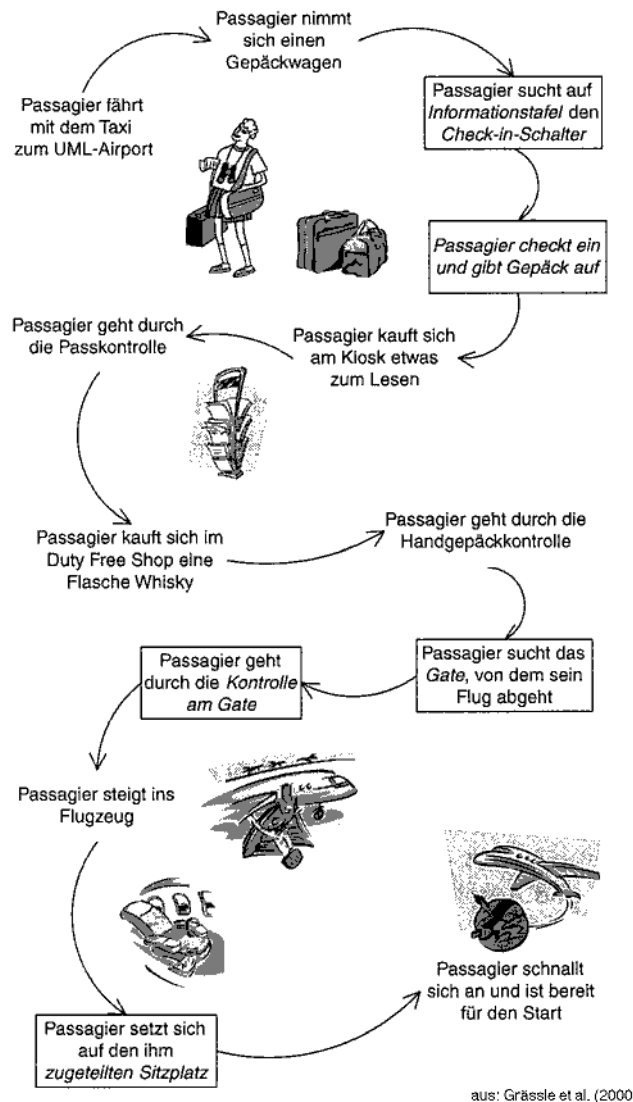 Passagier fährt
mit dem Taxi
zum UML-Airport
Passagier nimmt
sich einen
Gepäckwagen
Passagier sucht auf
Informationstafel den
Check-in-Schalter
Passagier checkt ein
und gibt Gepäck auf
Passagier kauft sich
am Kiosk etwas
zum Lesen
Passagier geht durch
die Passkontrolle
Passagier kauft sich im
Duty Free Shop eine
Flasche Whisky
Passagier geht durch die
Handgepäckkontrolle
Passagier sucht das
Gate, von dem sein
Flug abgeht
Passagier geht
durch die Kontrolle
am Gate
Passagier steigt ins
Flugzeug
Passagier setzt sich
auf den ihm
zugeteilten Sitzplatz
Passagier schnallt
sich an und ist bereit
für den Start
aus: Grässle et al. (2000